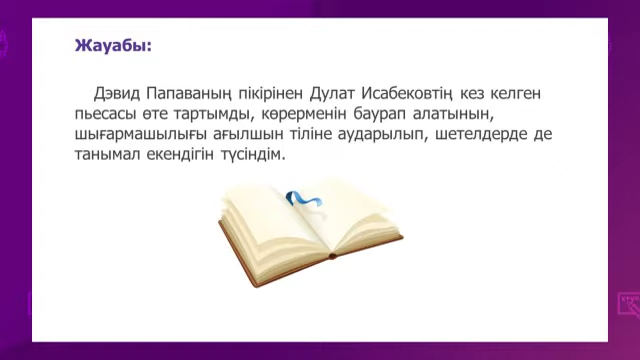 Жауабы:
Дэвид Папаваның пікірінен Дулат Исабековтің кез келген
пьесасы өте тартымды, көрерменін баурап алатынын,
шығармашылығы ағылшын тіліне аударылып, шетелдерде де
танымал екендігін түсіндім.